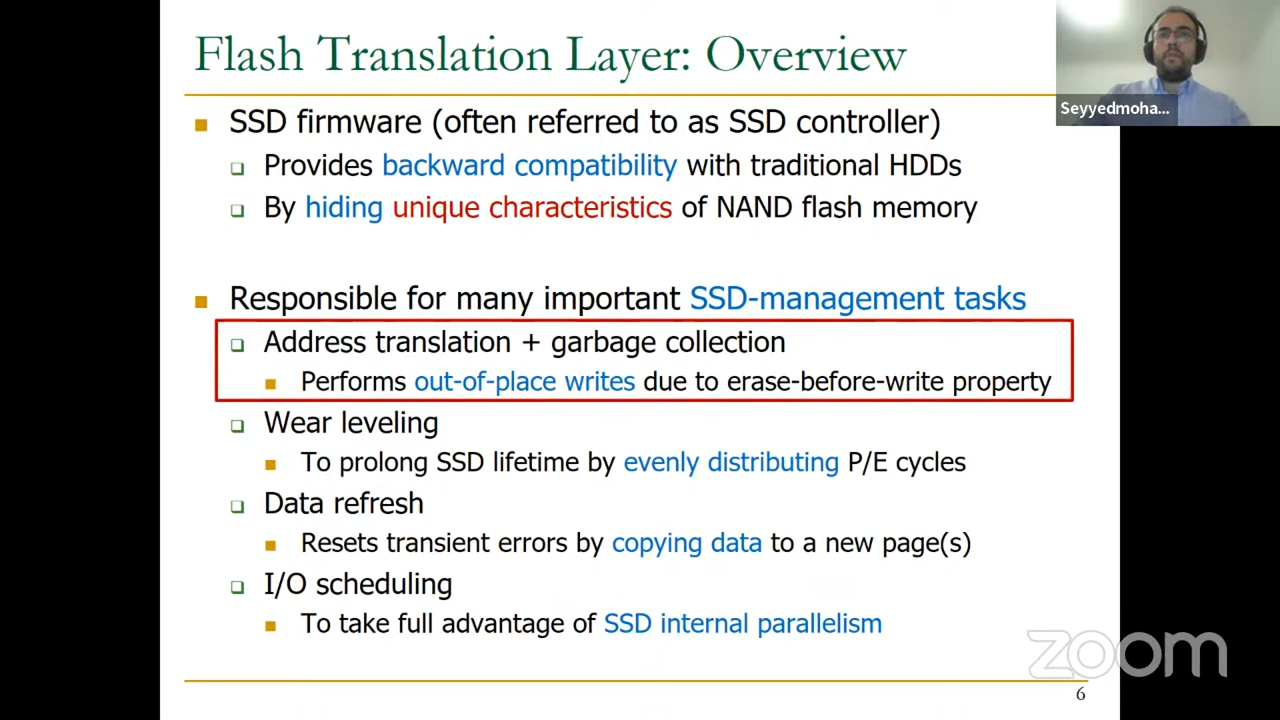 Flash Translation Layer: Overview
Seyyedmoha...
SSD firmware (often referred to as SSD controller)
Provides backward compatibility with traditional HDDs
By hiding unique characteristics of NAND flash memory
Responsible for many important SSD-management tasks
Address translation + garbage collection
Performs out-of-place writes due to erase-before-write property
Wear leveling
To prolong SSD lifetime by evenly distributing P/E cycles
Data refresh
Resets transient errors by copying data to a new page(s)
I/O scheduling
To take full advantage of SSD internal parallelism
zoom
6